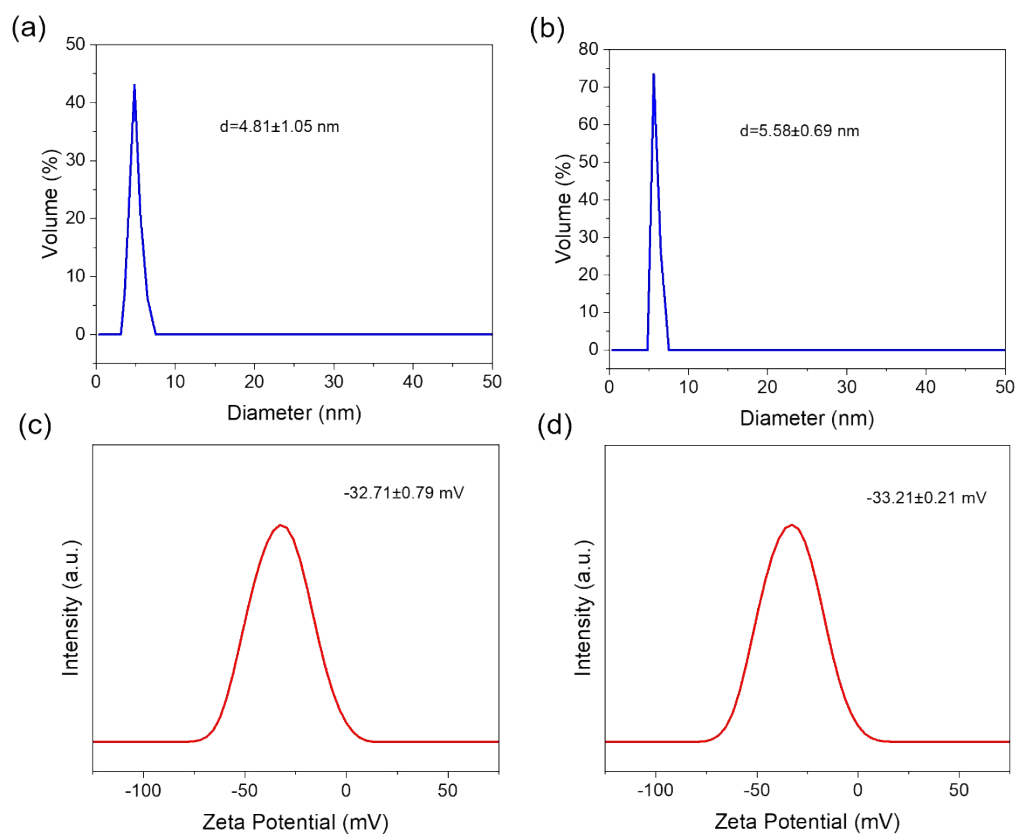 (a)
50
40
30
20
10
0
Volume (%)
d=4.81±1.05 nm
0 10 20 30 40 50
Diameter (nm)
(b)
80
70
60
50
40
30
20
10
0
Volume (%)
d=5.58±0.69 nm
0 10 20 30 40 50
Diameter (nm)
(c)
Intensity (a.u.)
-32.71±0.79 mV
-100 -50 0 50
Zeta Potential (mV)
(d)
Intensity (a.u.)
-33.21±0.21 mV
-100 -50 0 50
Zeta Potential (mV)